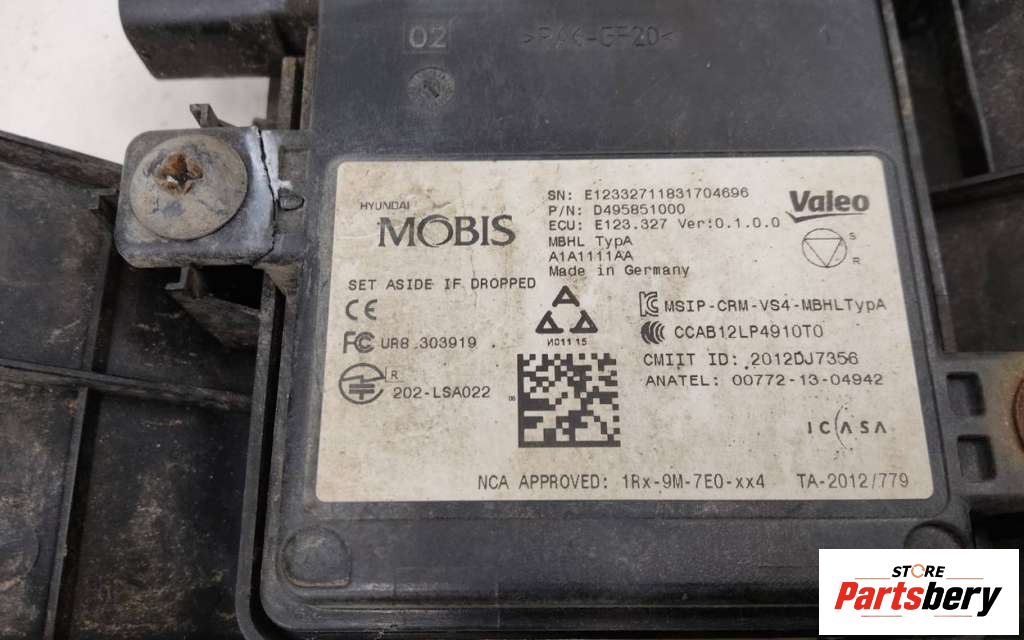 02
>PA6-GF20<
HYUNDAI
MOBIS
SN: E12332711831704696
P/N: D495851000
ECU: E123.327 Ver:0.1.0.0
MBHL TypA
A1A1111AA
Made in Germany
Valeo
S
R
SET ASIDE IF DROPPED
CE
FC UR8 303919
R
202-LSA022
A
N01115
06
MSIP-CRM-VS4-MBHLTypA
CCAB12LP4910T0
CMIIT ID: 2012DJ7356
ANATEL: 00772-13-04942
ICASA
NCA APPROVED: 1Rx-9M-7E0-xx4
TA-2012/779
STORE
Partsbery